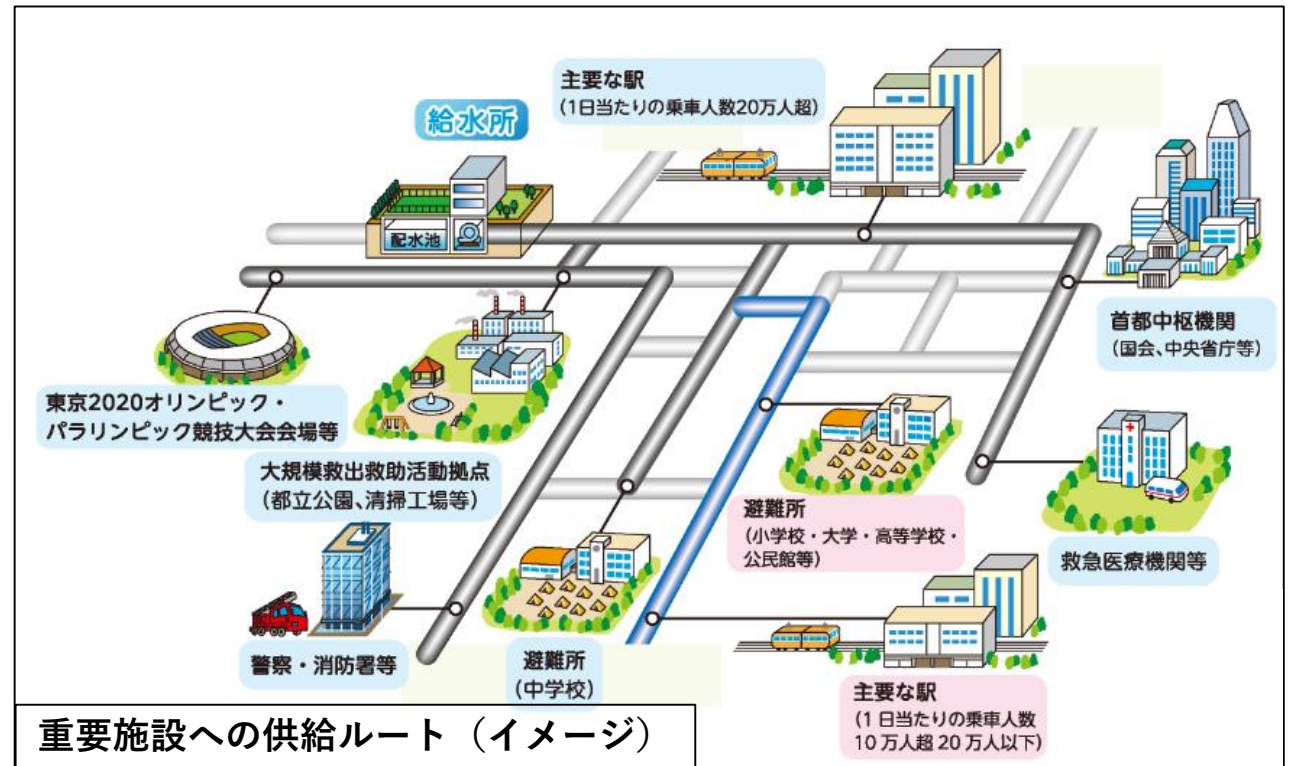 主要な駅
(1日当たりの乗車人数20万人超)
給水所
配水池
首都中枢機関
(国会、中央省庁等)
東京2020オリンピック・
パラリンピック競技大会会場等
大規模救出救助活動拠点
(都立公園、清掃工場等)
避難所
(小学校・大学・高等学校・
公民館等)
救急医療機関等
警察・消防署等
避難所
(中学校)
主要な駅
(1日当たりの乗車人数
10万人超20万人以下)
重要施設への供給ルート（イメージ）